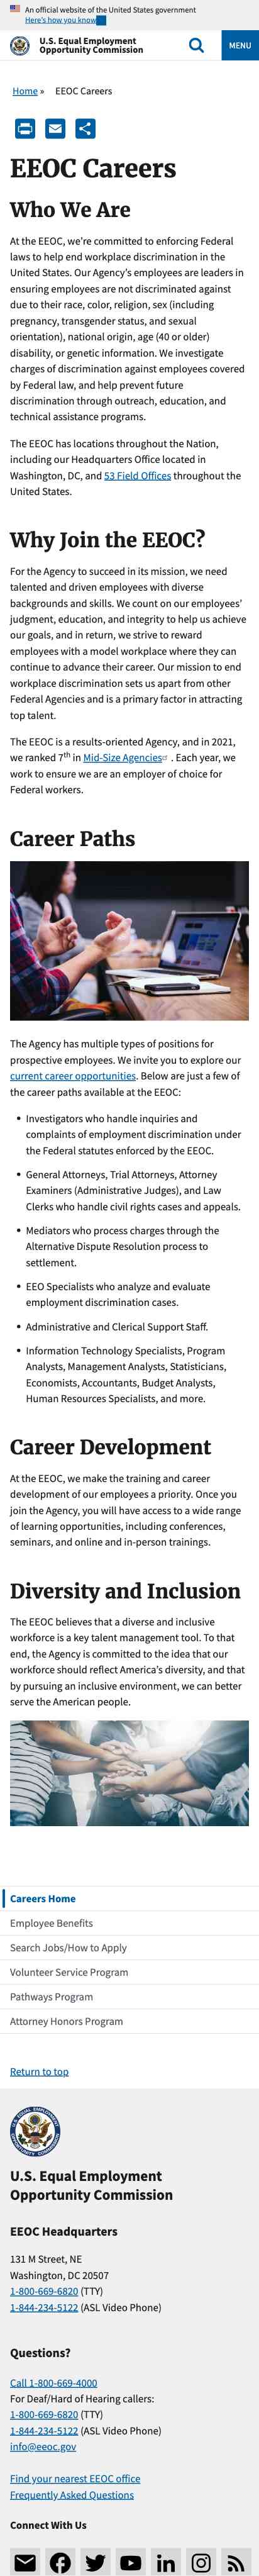 An official website of the United States government
Here's how you know
U.S. Equal Employment
Opportunity Commission
MENU
Home » EEOC Careers
EEOC Careers
Who We Are
At the EEOC, we're committed to enforcing Federal
laws to help end workplace discrimination in the
United States. Our Agency's employees are leaders in
ensuring employees are not discriminated against
due to their race, color, religion, sex (including
pregnancy, transgender status, and sexual
orientation), national origin, age (40 or older)
disability, or genetic information. We investigate
charges of discrimination against employees covered
by Federal law, and help prevent future
discrimination through outreach, education, and
technical assistance programs.
The EEOC has locations throughout the Nation,
including our Headquarters Office located in
Washington, DC, and 53 Field Offices throughout the
United States.
Why Join the EEOC?
For the Agency to succeed in its mission, we need
talented and driven employees with diverse
backgrounds and skills. We count on our employees'
judgment, education, and integrity to help us achieve
our goals, and in return, we strive to reward
employees with a model workplace where they can
continue to advance their career. Our mission to end
workplace discrimination sets us apart from other
Federal Agencies and is a primary factor in attracting
top talent.
The EEOC is a results-oriented Agency, and in 2021,
we ranked 7th in Mid-Size Agencies . Each year, we
work to ensure we are an employer of choice for
Federal workers.
Career Paths
The Agency has multiple types of positions for
prospective employees. We invite you to explore our
current career opportunities. Below are just a few of
the career paths available at the EEOC:
• Investigators who handle inquiries and
complaints of employment discrimination under
the Federal statutes enforced by the EEOC.
• General Attorneys, Trial Attorneys, Attorney
Examiners (Administrative Judges), and Law
Clerks who handle civil rights cases and appeals.
• Mediators who process charges through the
Alternative Dispute Resolution process to
settlement.
• EEO Specialists who analyze and evaluate
employment discrimination cases.
• Administrative and Clerical Support Staff.
• Information Technology Specialists, Program
Analysts, Management Analysts, Statisticians,
Economists, Accountants, Budget Analysts,
Human Resources Specialists, and more.
Career Development
At the EEOC, we make the training and career
development of our employees a priority. Once you
join the Agency, you will have access to a wide range
of learning opportunities, including conferences,
seminars, and online and in-person trainings.
Diversity and Inclusion
The EEOC believes that a diverse and inclusive
workforce is a key talent management tool. To that
end, the Agency is committed to the idea that our
workforce should reflect America's diversity, and that
by pursuing an inclusive environment, we can better
serve the American people.
Careers Home
Employee Benefits
Search Jobs/How to Apply
Volunteer Service Program
Pathways Program
Attorney Honors Program
Return to top
U.S. Equal Employment
Opportunity Commission
EEOC Headquarters
131 M Street, NE
Washington, DC 20507
1-800-669-6820 (TTY)
1-844-234-5122 (ASL Video Phone)
Questions?
Call 1-800-669-4000
For Deaf/Hard of Hearing callers:
1-800-669-6820 (TTY)
1-844-234-5122 (ASL Video Phone)
info@eeoc.gov
Find your nearest EEOC office
Frequently Asked Questions
Connect With Us